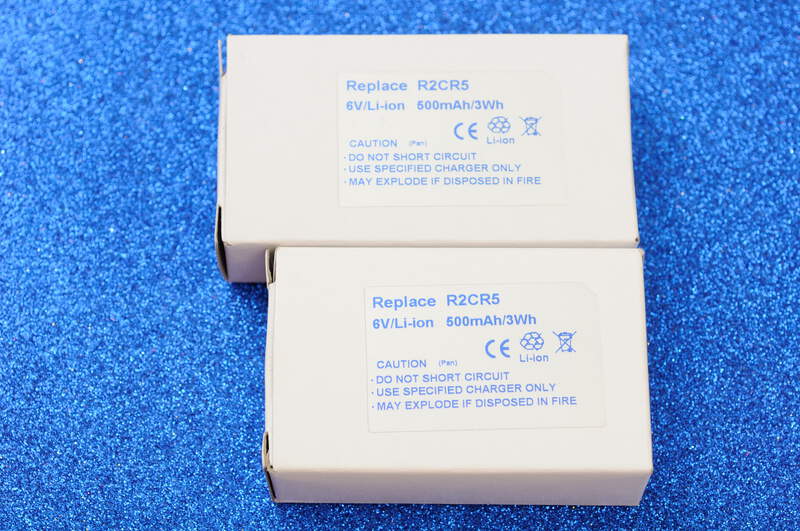 Replace R2CR5
6V/Li-ion 500mAh/3Wh
CE
Li-ion
CAUTION (Pan)
· DO NOT SHORT CIRCUIT
· USE SPECIFIED CHARGER ONLY
· MAY EXPLODE IF DISPOSED IN FIRE
Replace R2CR5
6V/Li-ion 500mAh/3Wh
CE
Li-ion
CAUTION (Pan)
· DO NOT SHORT CIRCUIT
· USE SPECIFIED CHARGER ONLY
· MAY EXPLODE IF DISPOSED IN FIRE